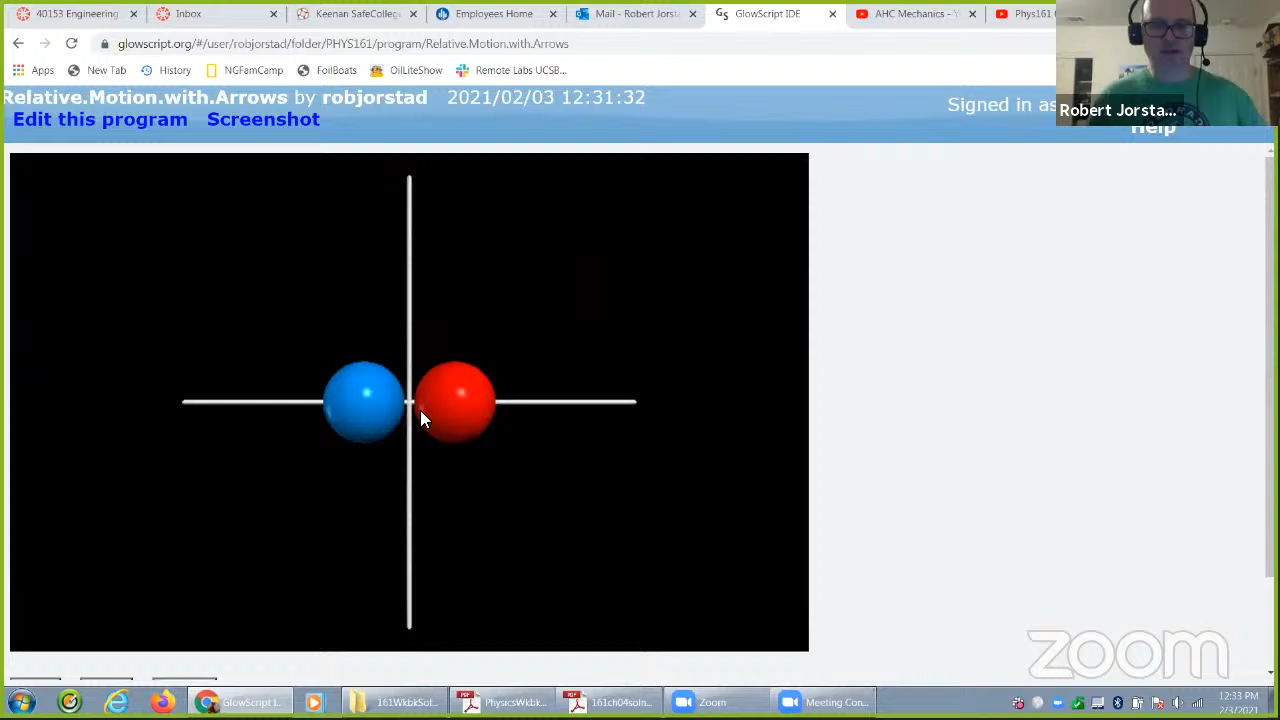 40153 Engineering
Inbox
Keenan SafeColleg
Employees Home
Mail - Robert Jorsta
GlowScript IDE
AHC Mechanics - Y
Phys161
glowscript.org/#/user/robjorstad/folder/PHYS161/program/Relative.Motion.with.Arrows
Apps
New Tab
History
NGFamCamp
FoilBoats
OilLiteShow
Remote Labs UCSB...
Relative.Motion.with.Arrows by robjorstad 2021/02/03 12:31:32
Signed in as
Edit this program Screenshot
Help
Robert Jorsta...
zoom
GlowScript I...
161WkbkSol...
PhysicsWkbk...
161ch04soln...
Zoom
Meeting Con...
12:33 PM
2/3/2021